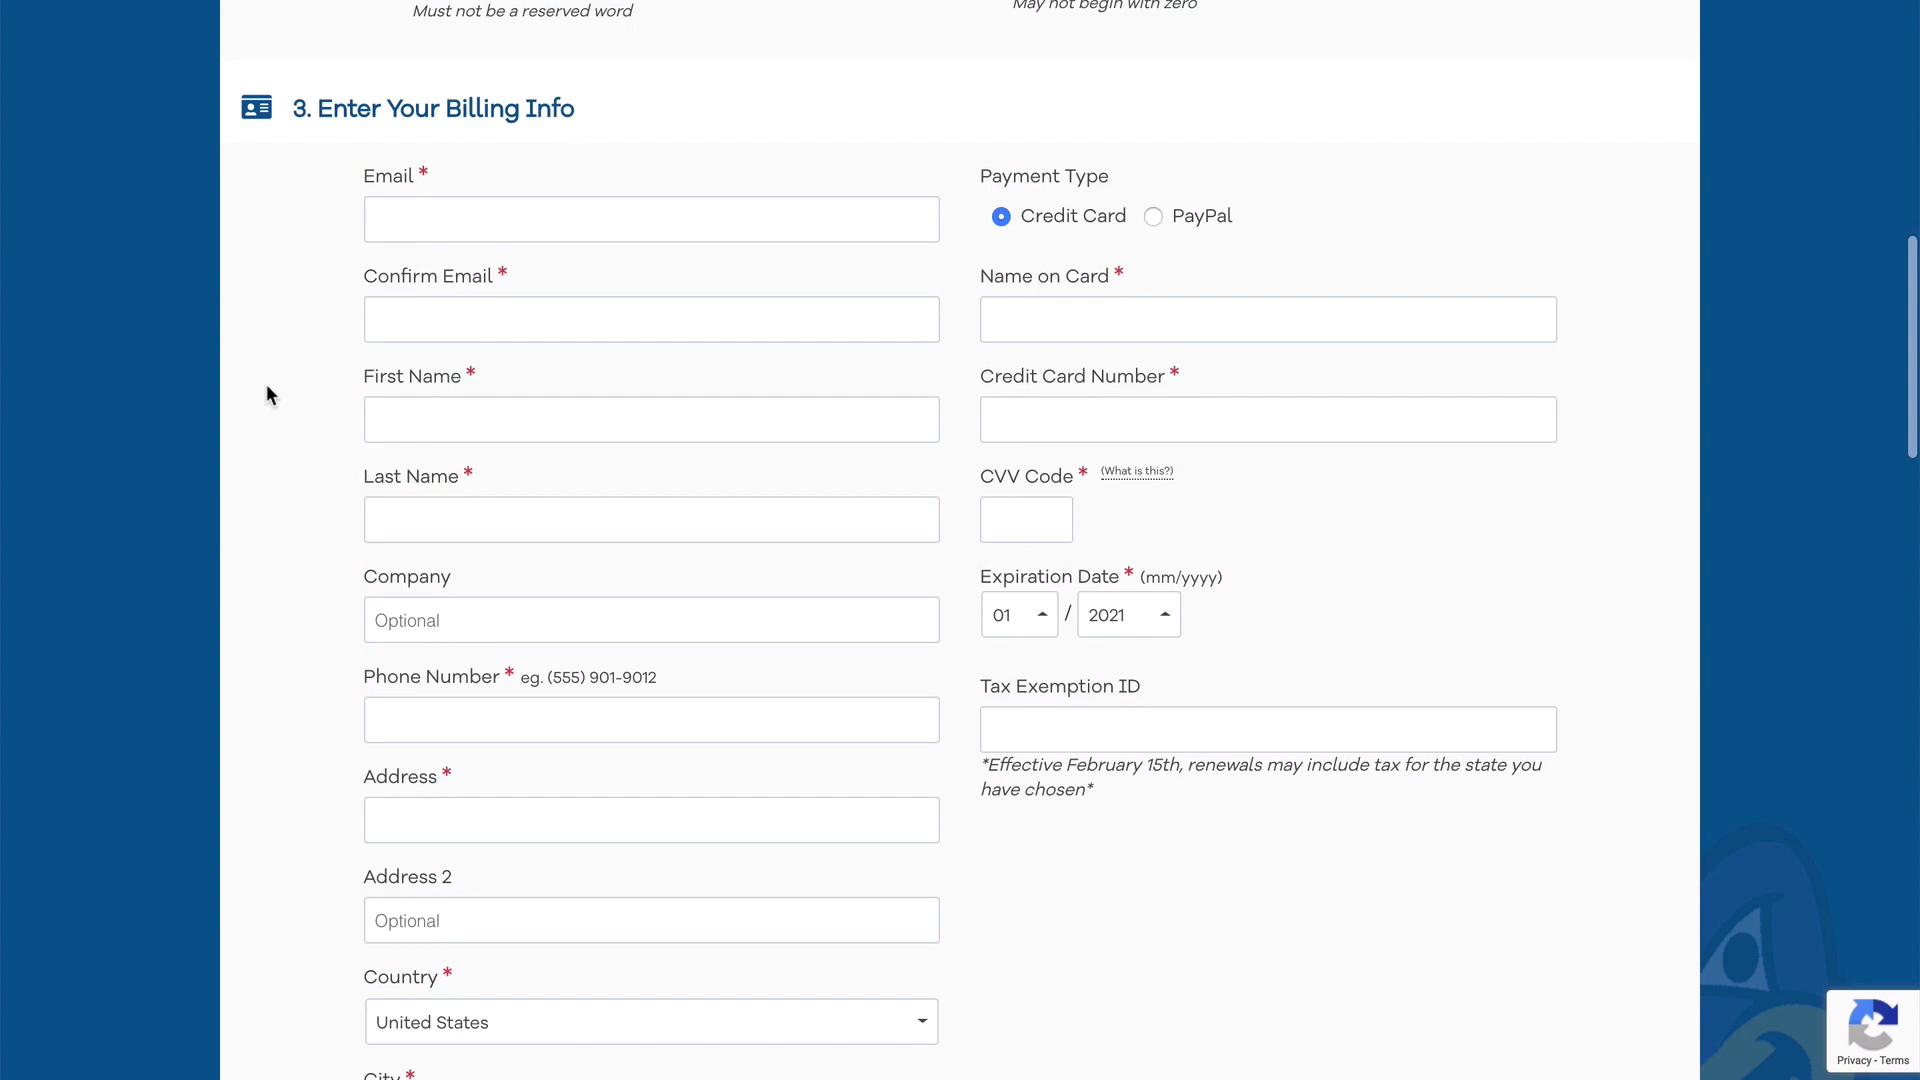 Must not be a reserved word
May not begin with zero
3. Enter Your Billing Info
Email *
Confirm Email *
First Name *
Last Name *
Company
Optional
Phone Number * eg. (555) 901-9012
Address *
Address 2
Optional
Country *
United States
City *
Payment Type
Credit Card PayPal
Name on Card *
Credit Card Number *
CVV Code * (What is this?)
Expiration Date * (mm/yyyy)
01 / 2021
Tax Exemption ID
*Effective February 15th, renewals may include tax for the state you
have chosen*
Privacy - Terms